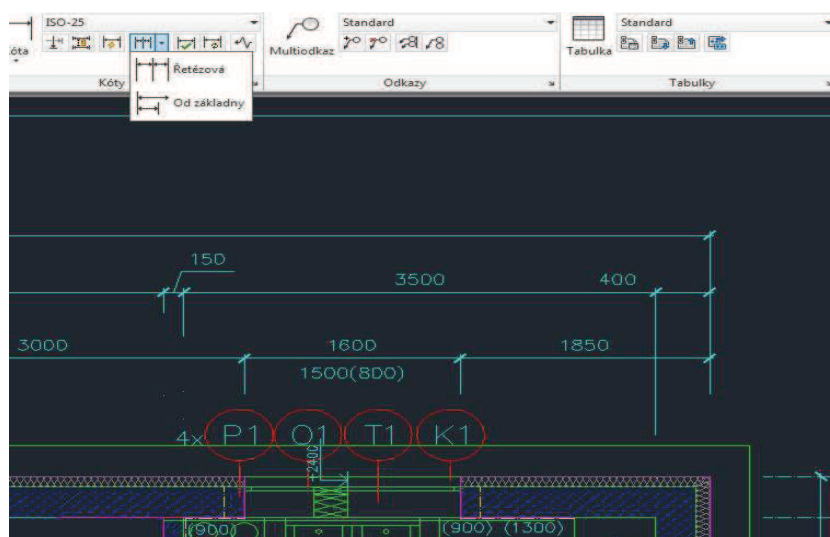 ISO-25
Standard
Standard
Kóta
Multiodkaz
Tabulka
Řetězová
Od základny
Kóty
Odkazy
Tabulky
150
3500
400
3000
1600
1850
1500(800)
4x P1 O1 T1 K1
+2400
(900)
(900) (1300)